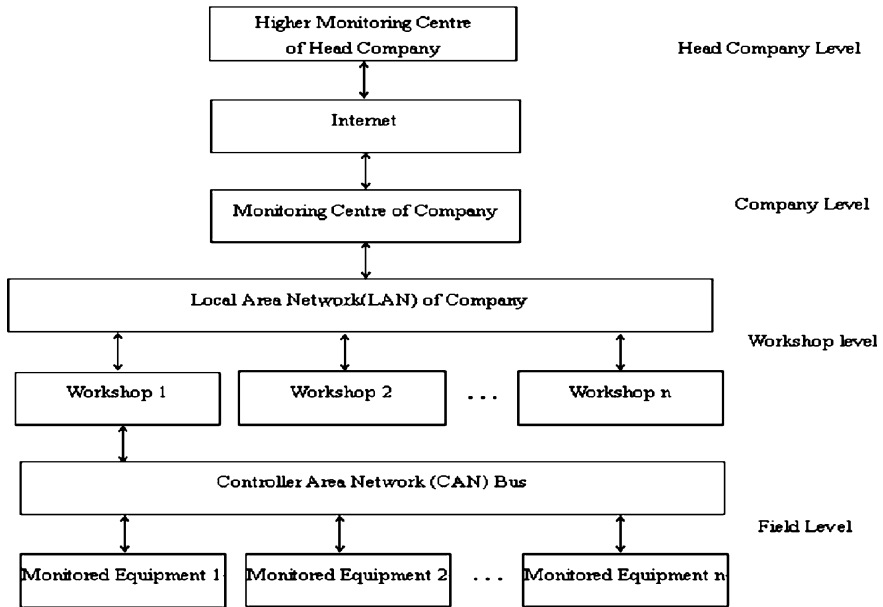 Higher Monitoring Centre
of Head Company
Head Company Level
Internet
Monitoring Centre of Company
Company Level
Local Area Network(LAN) of Company
Workshop level
Workshop 1
Workshop 2
...
Workshop n
Controller Area Network (CAN) Bus
Field Level
Monitored Equipment 1
Monitored Equipment 2
...
Monitored Equipment n